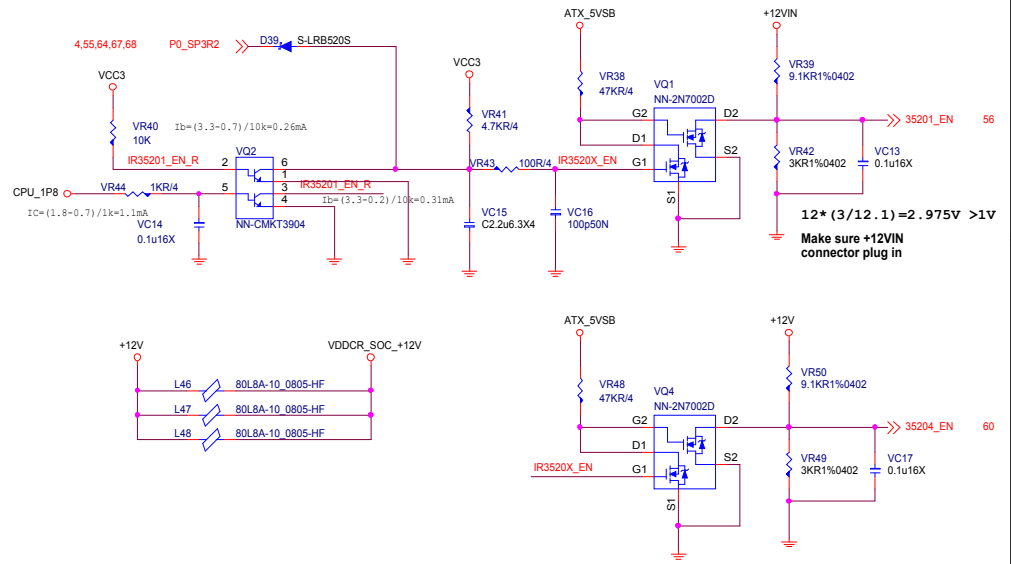 ATX_5VSB
+12VIN
4,55,64,67,68
P0_SP3R2
D39
S-LRB520S
VCC3
VCC3
VR38
47KR/4
VQ1
NN-2N7002D
VR39
9.1KR1%0402
VR40
10K
Ib=(3.3-0.7)/10k=0.26mA
VR41
4.7KR/4
G2
D2
35201_EN
56
D1
S2
IR35201_EN_R
2
VQ2
6
VR43
100R/4
IR3520X_EN
G1
VR42
3KR1%0402
VC13
0.1u16X
1
CPU_1P8
VR44
1KR/4
5
3
IR35201_EN_R
4
Ib=(3.3-0.2)/10k=0.31mA
S1
IC=(1.8-0.7)/1k=1.1mA
VC14
0.1u16X
NN-CMKT3904
VC15
C2.2u6.3X4
VC16
100p50N
12*(3/12.1)=2.975V >1V
Make sure +12VIN
connector plug in
+12V
VDDCR_SOC_+12V
L46
80L8A-10_0805-HF
L47
80L8A-10_0805-HF
L48
80L8A-10_0805-HF
ATX_5VSB
+12V
VR48
47KR/4
VQ4
NN-2N7002D
VR50
9.1KR1%0402
G2
D2
35204_EN
60
D1
S2
IR3520X_EN
G1
VR49
3KR1%0402
VC17
0.1u16X
S1